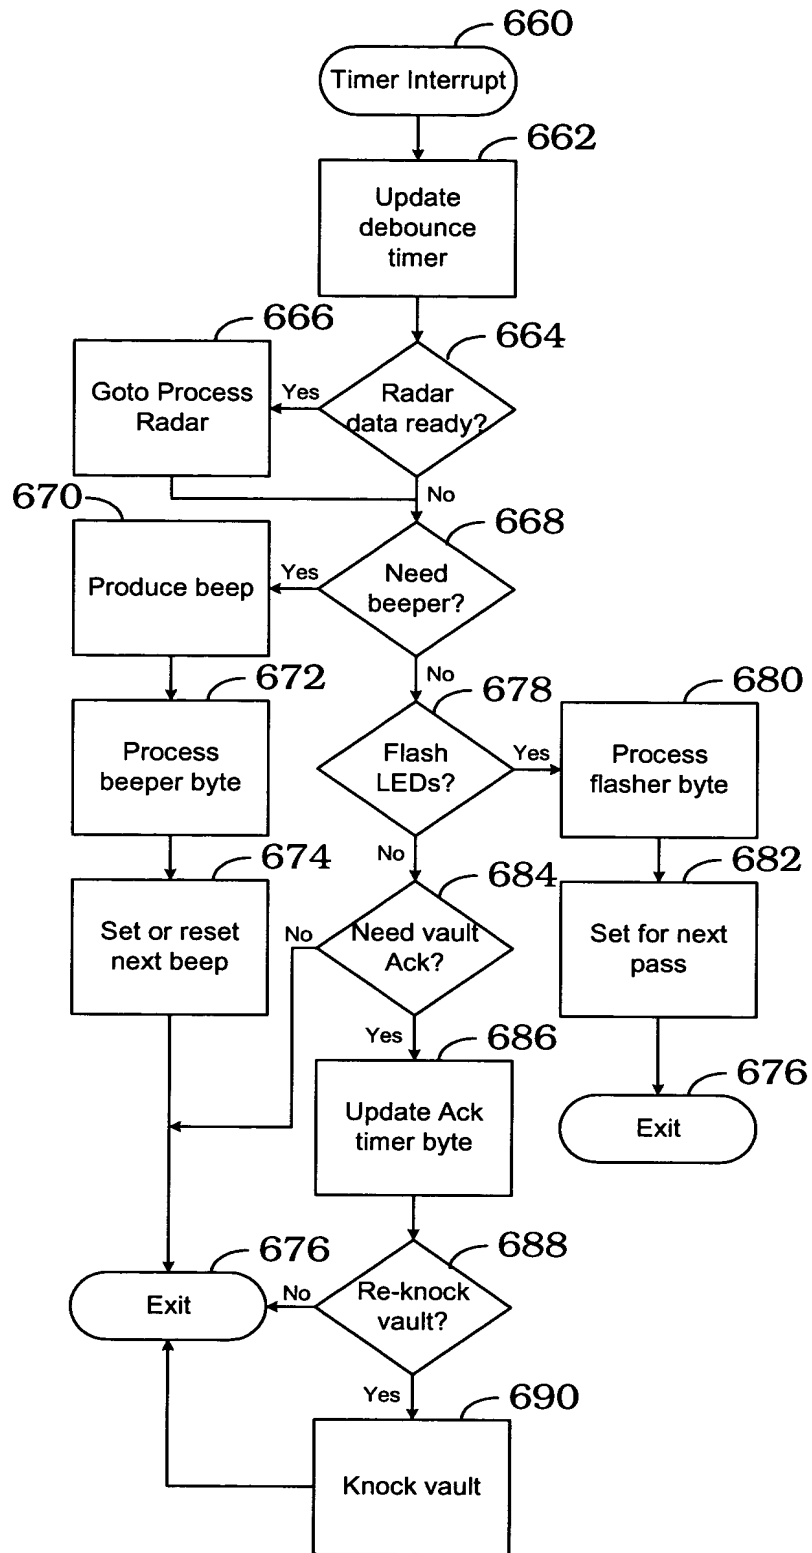 660
Timer Interrupt
662
Update
debounce
timer
666
664
Goto Process
Radar
Yes
Radar
data ready?
No
670
668
Produce beep
Yes
Need
beeper?
No
672
678
680
Process
beeper byte
Flash
LEDs?
Yes
Process
flasher byte
No
674
684
682
Set or reset
next beep
No
Need vault
Ack?
Set for next
pass
Yes
686
676
Update Ack
timer byte
Exit
676
688
Exit
No
Re-knock
vault?
Yes
690
Knock vault